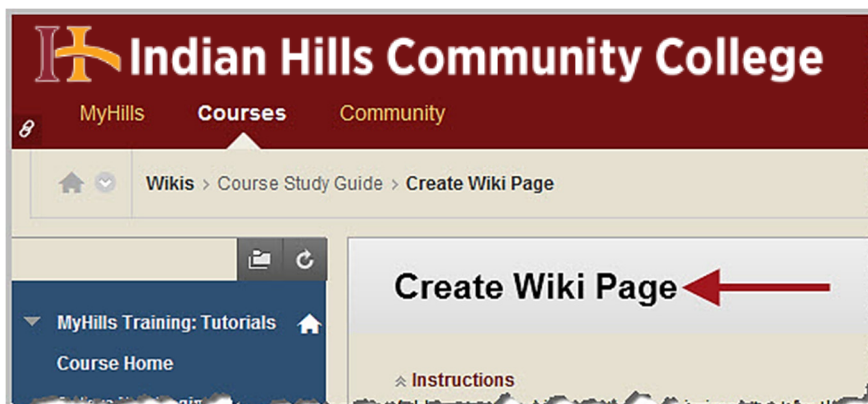 Indian Hills Community College
MyHills Courses Community
Wikis > Course Study Guide > Create Wiki Page
Create Wiki Page
MyHills Training: Tutorials
Course Home
Instructions